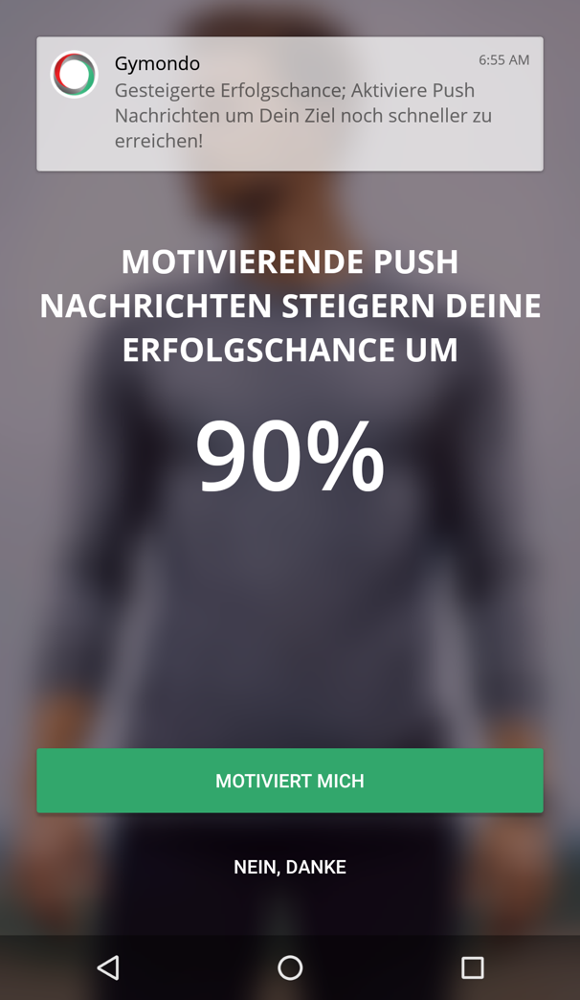 Gymondo
6:55 AM
Gesteigerte Erfolgschance; Aktiviere Push
Nachrichten um Dein Ziel noch schneller zu
erreichen!
MOTIVIERENDE PUSH
NACHRICHTEN STEIGERN DEINE
ERFOLGSCHANCE UM
90%
MOTIVIERT MICH
NEIN, DANKE